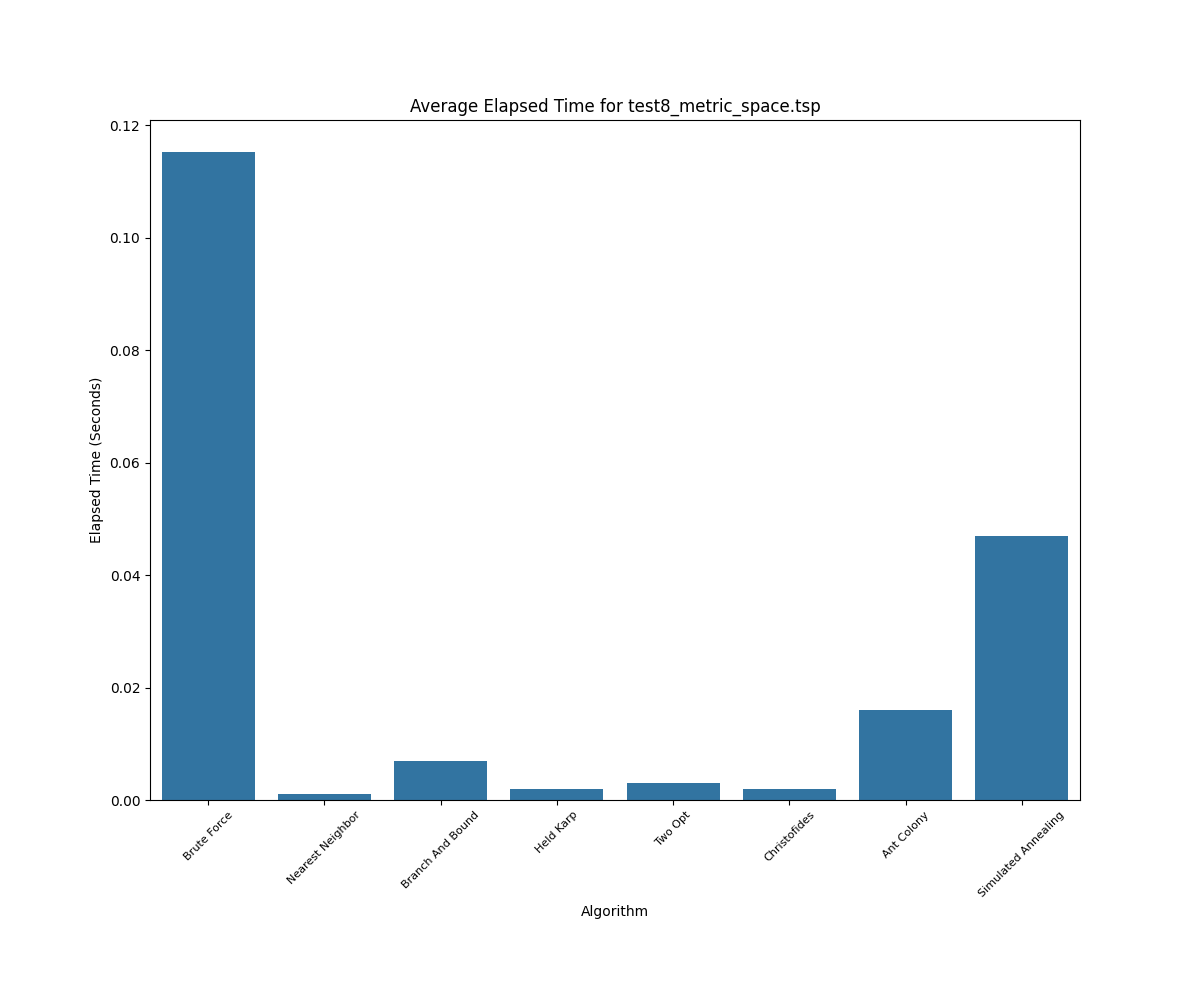 Average Elapsed Time for test8_metric_space.tsp
0.12
0.10
0.08
0.06
0.04
0.02
0.00
Elapsed Time (Seconds)
Brute Force
Nearest Neighbor
Branch And Bound
Held Karp
Two Opt
Christofides
Ant Colony
Simulated Annealing
Algorithm